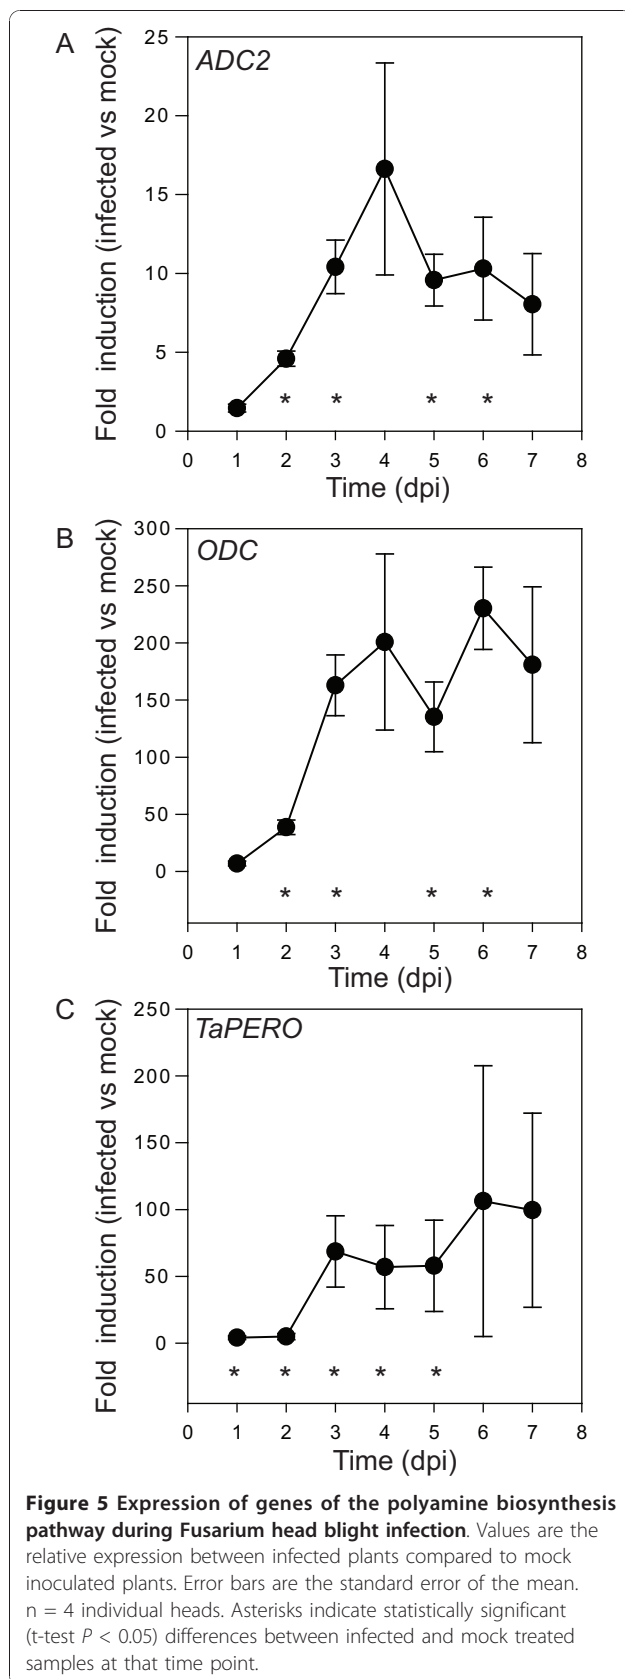 A
ADC2
Fold induction (infected vs mock)
25
20
15
10
5
0
0 1 2 3 4 5 6 7 8
* * * *
Time (dpi)
B
ODC
Fold induction (infected vs mock)
300
250
200
150
100
50
0
* * * *
0 1 2 3 4 5 6 7 8
Time (dpi)
C
TaPERO
Fold induction (infected vs mock)
250
200
150
100
50
0
* * * * *
0 1 2 3 4 5 6 7 8
Time (dpi)
Figure 5 Expression of genes of the polyamine biosynthesis
pathway during Fusarium head blight infection. Values are the
relative expression between infected plants compared to mock
inoculated plants. Error bars are the standard error of the mean.
n = 4 individual heads. Asterisks indicate statistically significant
(t-test P < 0.05) differences between infected and mock treated
samples at that time point.